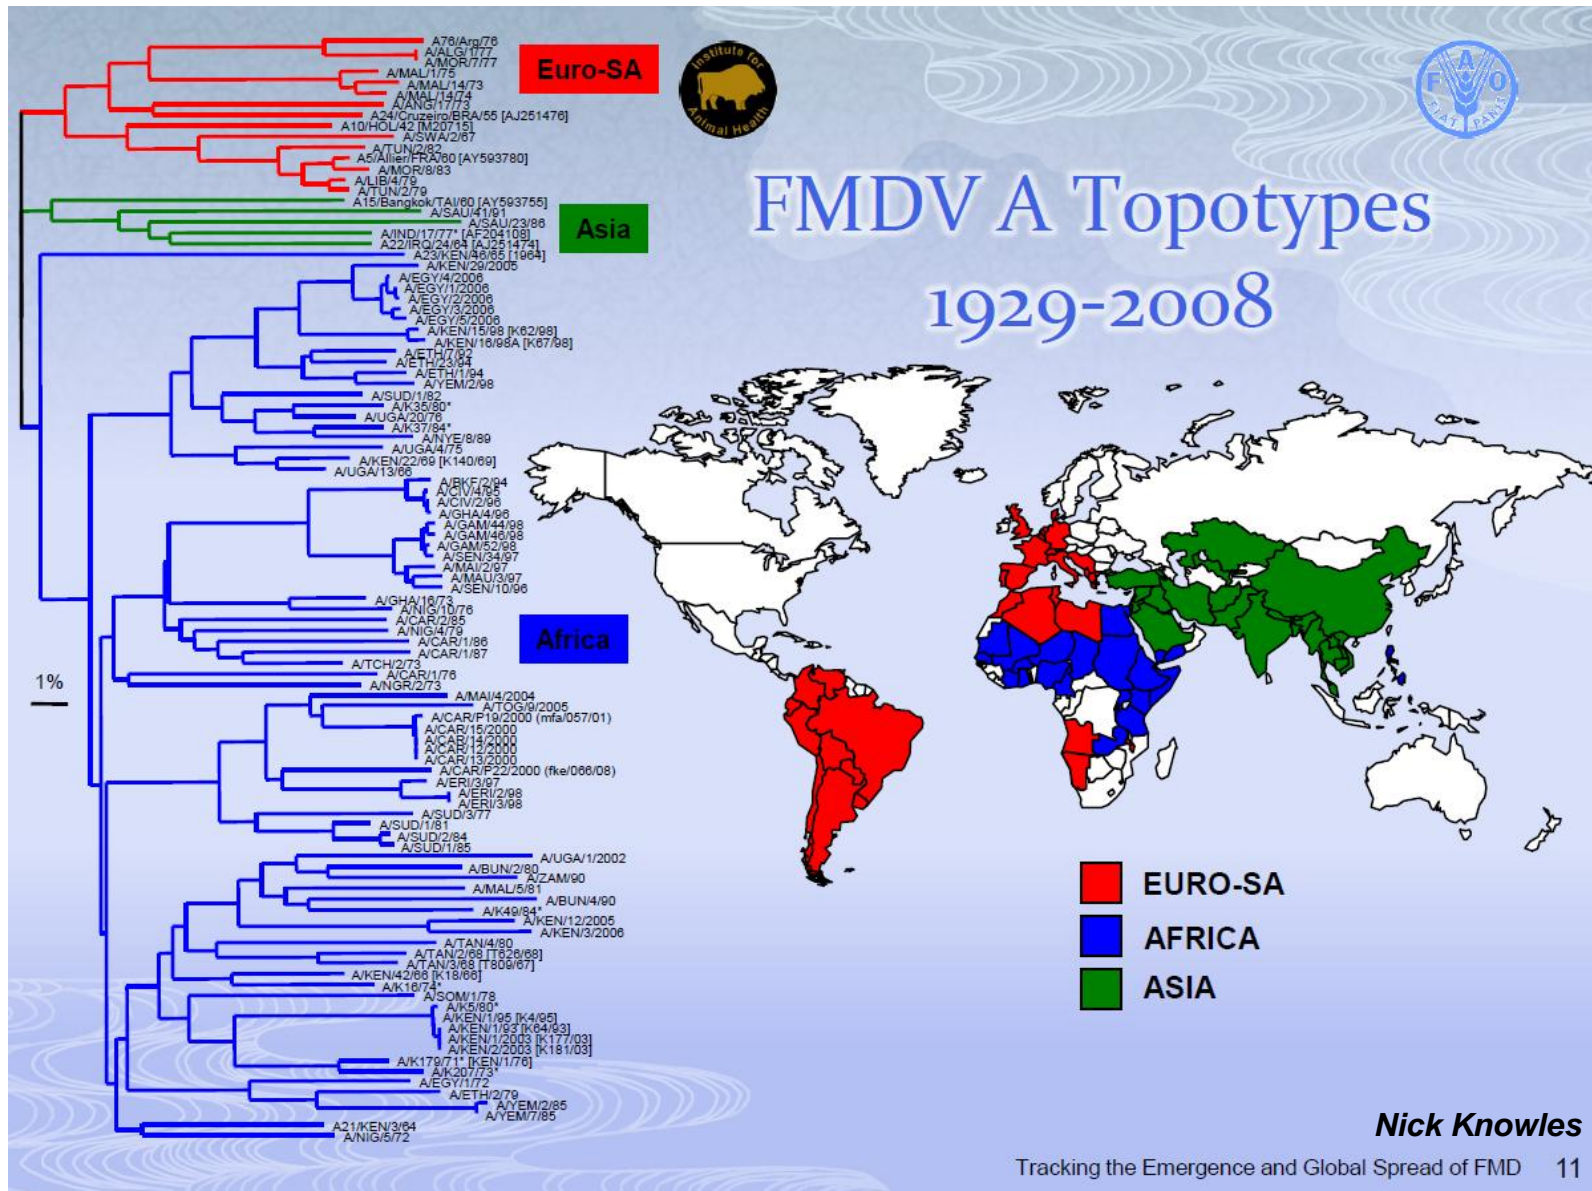 A76/Arg/76
A/ALG/1/77
A/MOR/7/77
A/MAL/1/75
A/MAL/14/73
A/MAL/14/74
A/ANG/17/73
A24/Cruzeiro/BRA/55 [AJ251476]
A10/HOL/42 [M20715]
A/SWA/2/67
A/TUN/2/82
A5/Allier/FRA/60 [AY593780]
A/MOR/8/83
A/LIB/4/79
A/TUN/2/79
A15/Bangkok/TAI/60 [AY593755]
A/SAU/41/91
A/SAU/23/86
A/IND/17/77* [AF204108]
A22/IRQ/24/64 [AJ251474]
A23/KEN/46/65 [1964]
A/KEN/29/2005
A/EGY/4/2006
A/EGY/1/2006
A/EGY/2/2006
A/EGY/3/2006
A/EGY/5/2006
A/KEN/15/98 [K62/98]
A/KEN/16/98A [K67/98]
A/ETH/7/92
A/ETH/23/94
A/ETH/1/94
A/YEM/2/98
A/SUD/1/82
A/K35/80*
A/UGA/20/76
A/K37/84*
A/NYE/8/89
A/UGA/4/75
A/KEN/22/69 [K140/69]
A/UGA/13/66
A/BKF/2/94
A/CIV/4/95
A/CIV/2/96
A/GHA/4/96
A/GAM/44/98
A/GAM/46/98
A/GAM/52/98
A/SEN/34/97
A/MAI/2/97
A/MAU/3/97
A/SEN/10/96
A/GHA/16/73
A/NIG/10/76
A/CAR/2/85
A/NIG/4/79
A/CAR/1/86
A/CAR/1/87
A/TCH/2/73
A/CAR/1/76
A/NGR/2/73
A/MAI/4/2004
A/TOG/9/2005
A/CAR/P19/2000 (mfa/057/01)
A/CAR/15/2000
A/CAR/14/2000
A/CAR/12/2000
A/CAR/13/2000
A/CAR/P22/2000 (fke/066/08)
A/ERI/3/97
A/ERI/2/98
A/ERI/3/98
A/SUD/3/77
A/SUD/1/81
A/SUD/2/84
A/SUD/1/85
A/UGA/1/2002
A/BUN/2/80
A/ZAM/90
A/MAL/5/81
A/BUN/4/90
A/K49/84*
A/KEN/12/2005
A/KEN/3/2006
A/TAN/4/80
A/TAN/2/68 [T626/68]
A/TAN/3/68 [T809/67]
A/KEN/42/66 [K18/66]
A/K16/74*
A/SOM/1/78
A/K5/80*
A/KEN/1/95 [K4/95]
A/KEN/1/93 [K64/93]
A/KEN/1/2003 [K177/03]
A/KEN/2/2003 [K181/03]
A/K179/71* [KEN/1/76]
A/K207/73*
A/EGY/1/72
A/ETH/2/79
A/YEM/2/85
A/YEM/7/85
A21/KEN/3/64
A/NIG/5/72
1%
Euro-SA
Asia
Africa
Institute for
Animal Health
F A O
FIAT PANIS
FMDV A Topotypes
1929-2008
EURO-SA
AFRICA
ASIA
Nick Knowles
Tracking the Emergence and Global Spread of FMD 11